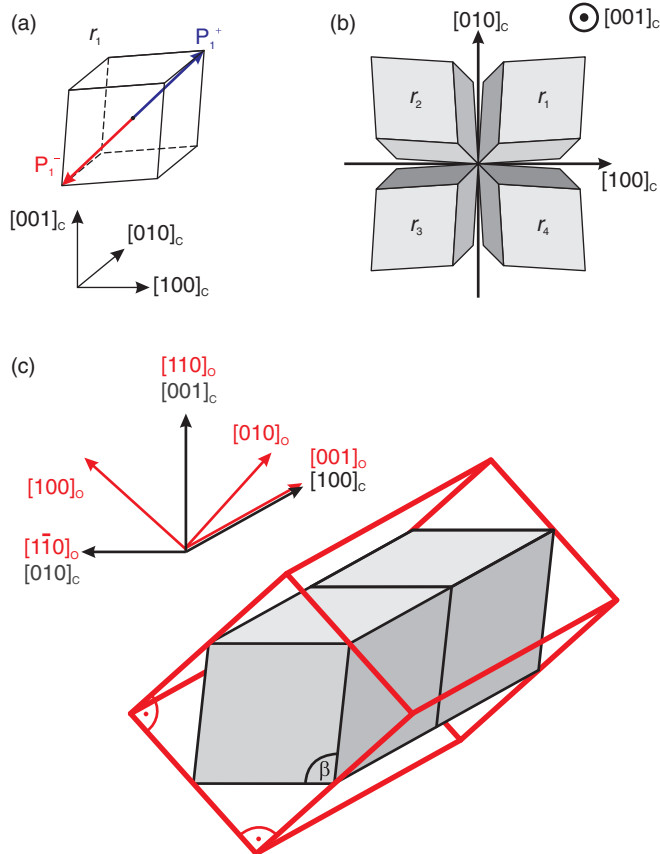 (a)
r₁
P₁⁺
P₁⁻
[001]c
[010]c
[100]c
(b)
[010]c
[001]c
r₂
r₁
[100]c
r₃
r₄
(c)
[110]o
[001]c
[010]o
[100]o
[001]o
[100]c
[11̄0]o
[010]c
β